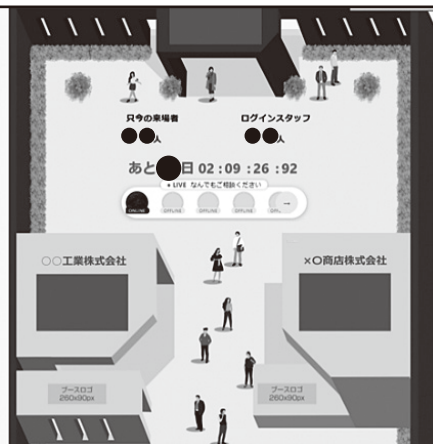 只今の来場者
●●人
ログインスタッフ
●●人
あと●日 02:09:26:92
● LIVE なんでもご相談ください
ONLINE
OFFLINE
OFFLINE
OFFLINE
OFF...
→
○○工業株式会社
×○商店株式会社
ブースロゴ
260x90px
ブースロゴ
260x90px